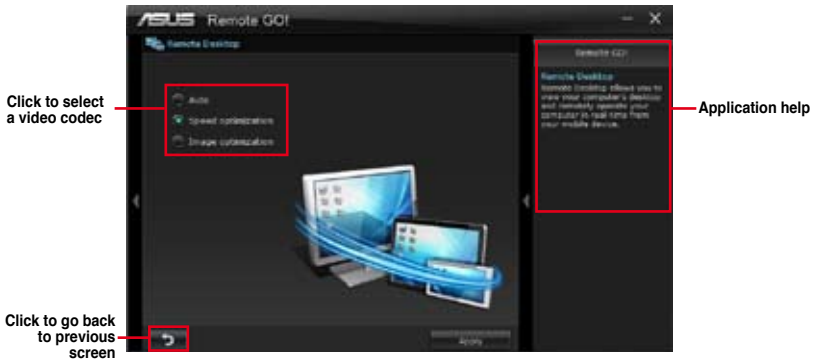 ASUS Remote GO!
Remote Desktop
Click to select
a video codec
Auto
Speed optimization
Image optimization
Remote GO!
Remote Desktop
Remote Desktop allows you to
view your computer's desktop
and remotely operate your
computer in real time from
your mobile device.
Application help
Click to go back
to previous
screen
Apply